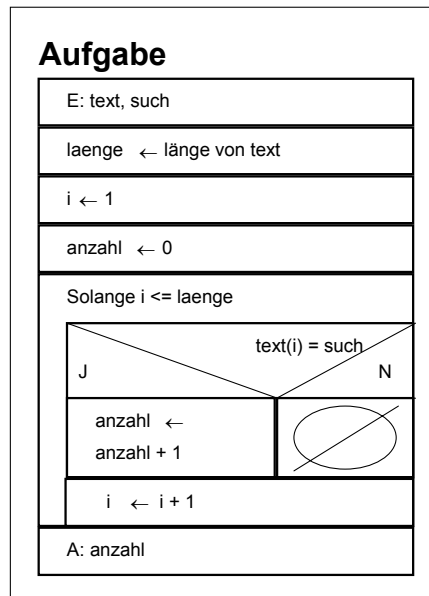 Aufgabe
E: text, such
laenge ← länge von text
i ← 1
anzahl ← 0
Solange i <= laenge
text(i) = such
J N
anzahl ←
anzahl + 1
i ← i + 1
A: anzahl